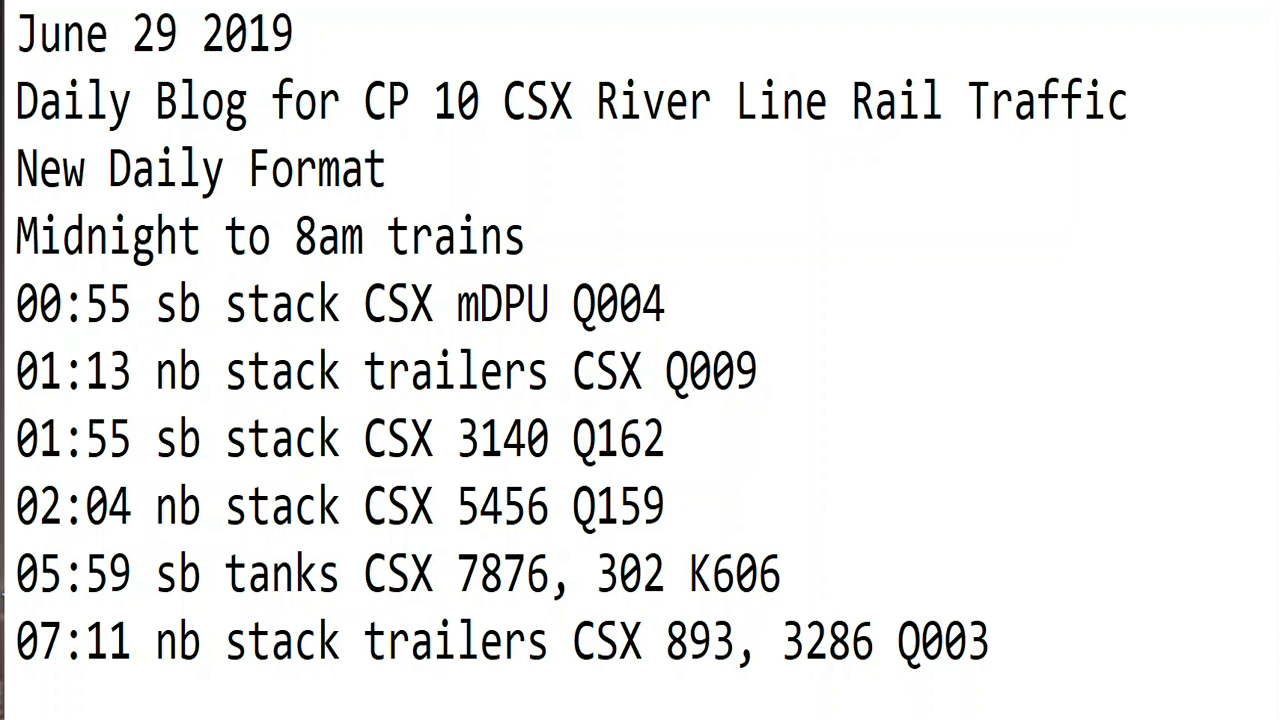 June 29 2019
Daily Blog for CP 10 CSX River Line Rail Traffic
New Daily Format
Midnight to 8am trains
00:55 sb stack CSX mDPU Q004
01:13 nb stack trailers CSX Q009
01:55 sb stack CSX 3140 Q162
02:04 nb stack CSX 5456 Q159
05:59 sb tanks CSX 7876, 302 K606
07:11 nb stack trailers CSX 893, 3286 Q003